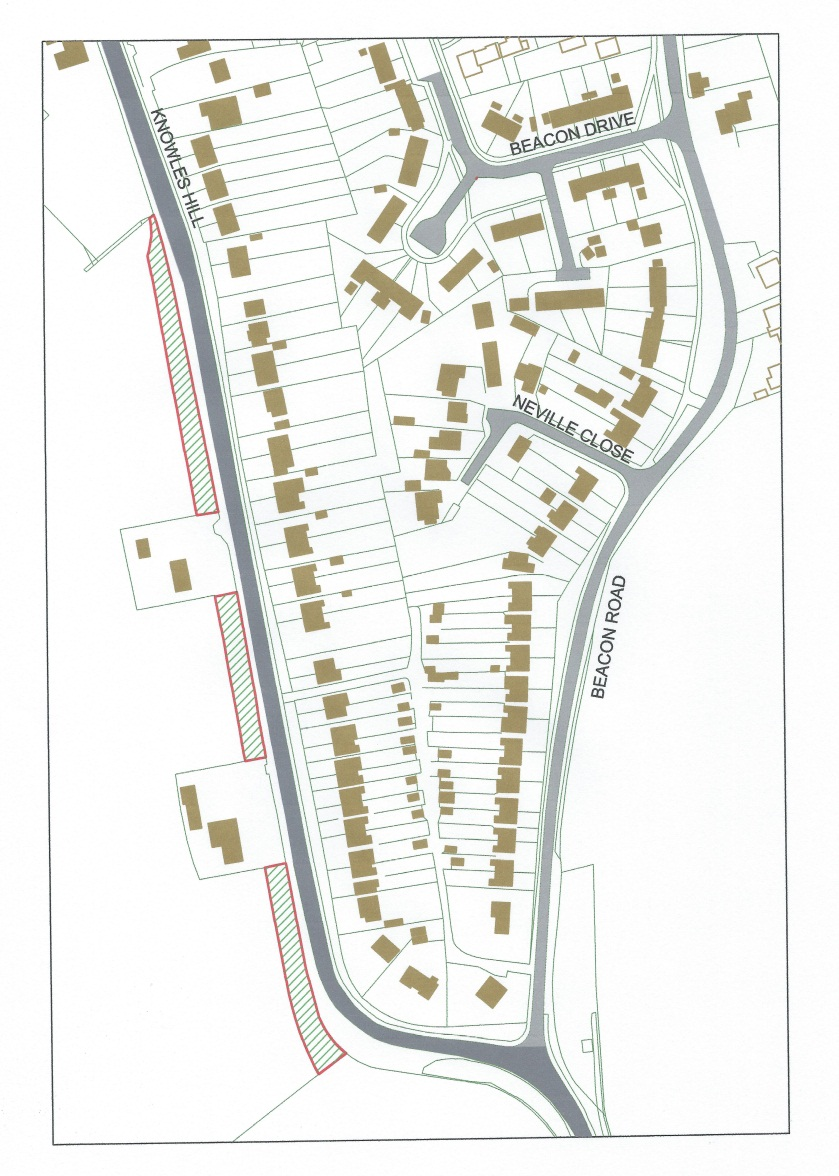 KNOWLES HILL
BEACON DRIVE
NEVILLE CLOSE
BEACON ROAD